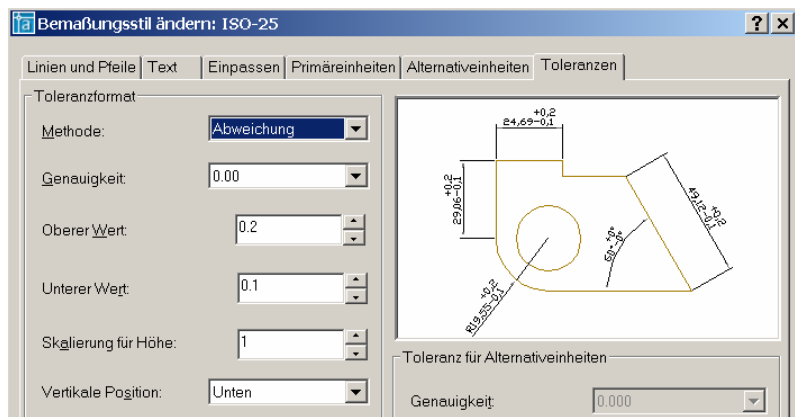 Bemaßungsstil ändern: ISO-25
Linien und Pfeile Text Einpassen Primäreinheiten Alternativeinheiten Toleranzen
Toleranzformat
Methode: Abweichung
Genauigkeit: 0.00
Oberer Wert: 0.2
Unterer Wert: 0.1
Skalierung für Höhe: 1
Vertikale Position: Unten
+0,2
24,69-0,1
+0,2
29,06-0,1
+0,2
49,12-0,1
+0°
60°-0°
+0,2
R19,55-0,1
Toleranz für Alternativeinheiten
Genauigkeit: 0.000